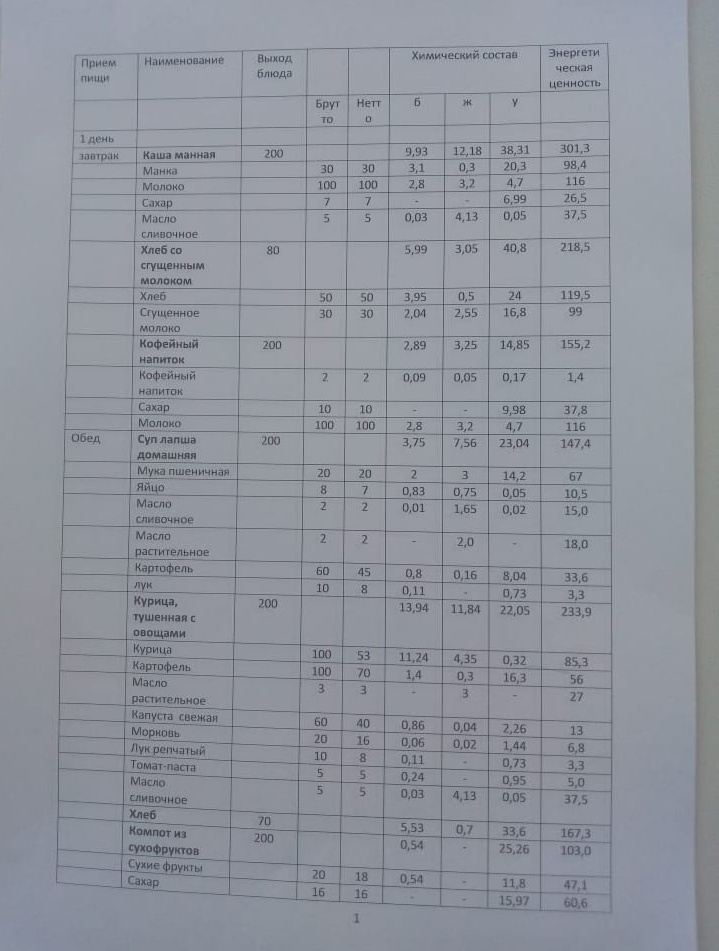 Прием пищи Наименование Выход блюда Химический состав Энергети ческая ценность
Брут то Нетт о б ж у
1 день
завтрак Каша манная 200 9,93 12,18 38,31 301,3
Манка 30 30 3,1 0,3 20,3 98,4
Молоко 100 100 2,8 3,2 4,7 116
Сахар 7 7 - - 6,99 26,5
Масло сливочное 5 5 0,03 4,13 0,05 37,5
Хлеб со сгущенным молоком 80 5,99 3,05 40,8 218,5
Хлеб 50 50 3,95 0,5 24 119,5
Сгущенное молоко 30 30 2,04 2,55 16,8 99
Кофейный напиток 200 2,89 3,25 14,85 155,2
Кофейный напиток 2 2 0,09 0,05 0,17 1,4
Сахар 10 10 - - 9,98 37,8
Молоко 100 100 2,8 3,2 4,7 116
Обед Суп лапша домашняя 200 3,75 7,56 23,04 147,4
Мука пшеничная 20 20 2 3 14,2 67
Яйцо 8 7 0,83 0,75 0,05 10,5
Масло сливочное 2 2 0,01 1,65 0,02 15,0
Масло растительное 2 2 - 2,0 - 18,0
Картофель 60 45 0,8 0,16 8,04 33,6
лук 10 8 0,11 - 0,73 3,3
Курица, тушенная с овощами 200 13,94 11,84 22,05 233,9
Курица 100 53 11,24 4,35 0,32 85,3
Картофель 100 70 1,4 0,3 16,3 56
Масло растительное 3 3 - 3 - 27
Капуста свежая 60 40 0,86 0,04 2,26 13
Морковь 20 16 0,06 0,02 1,44 6,8
Лук репчатый 10 8 0,11 - 0,73 3,3
Томат-паста 5 5 0,24 - 0,95 5,0
Масло сливочное 5 5 0,03 4,13 0,05 37,5
Хлеб 70 5,53 0,7 33,6 167,3
Компот из сухофруктов 200 0,54 - 25,26 103,0
Сухие фрукты 20 18 0,54 - 11,8 47,1
Сахар 16 16 - - 15,97 60,6
1